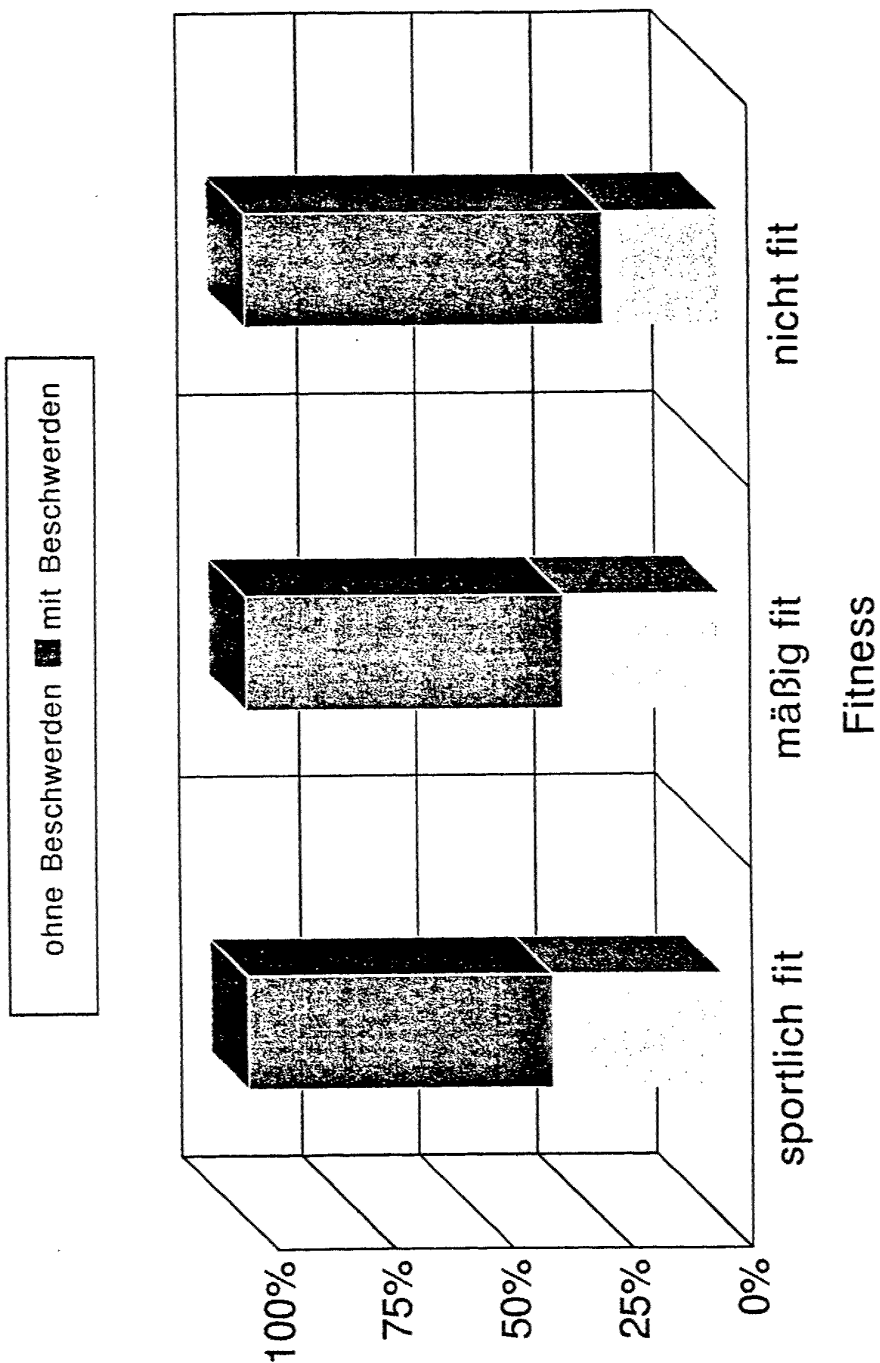 ohne Beschwerden mit Beschwerden
100%
75%
50%
25%
0%
sportlich fit
mäßig fit
nicht fit
Fitness